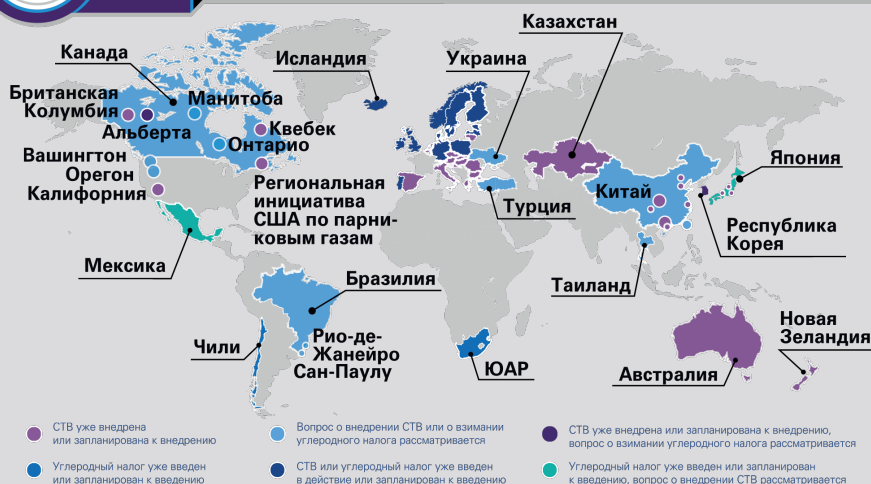 Казахстан
Канада
Исландия
Украина
Британская
Колумбия
Манитоба
Альберта
Квебек
Онтарио
Вашингтон
Орегон
Калифорния
Региональная
инициатива
США по парни-
ковым газам
Мексика
Турция
Китай
Япония
Республика
Корея
Таиланд
Бразилия
Чили
Рио-де-
Жанейро
Сан-Паулу
ЮАР
Австралия
Новая
Зеландия
СТВ уже внедрена
или запланирована к внедрению
Вопрос о внедрении СТВ или о взимании
углеродного налога рассматривается
СТВ уже внедрена или запланирована к внедрению,
вопрос о взимании углеродного налога рассматривается
Углеродный налог уже введен
или запланирован к введению
СТВ или углеродный налог уже введен
в действие или запланирован к введению
Углеродный налог уже введен или запланирован
к введению, вопрос о внедрении СТВ рассматривается